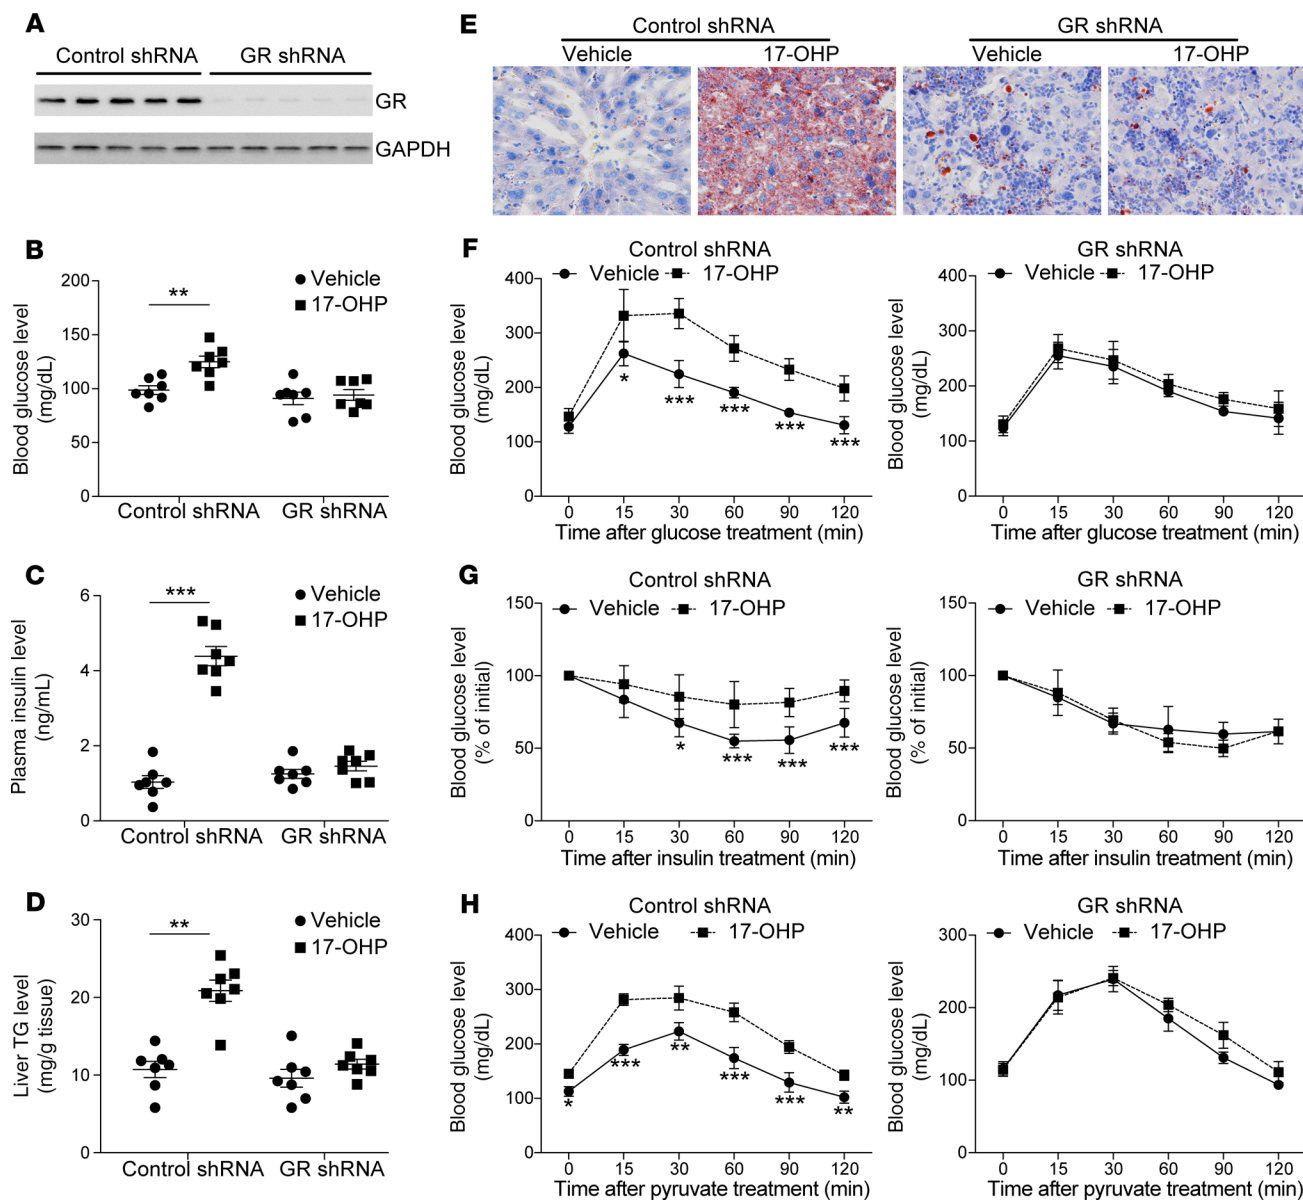 A
Control shRNA GR shRNA
GR
GAPDH
E
Control shRNA GR shRNA
Vehicle 17-OHP Vehicle 17-OHP
B
Vehicle
17-OHP
**
Blood glucose level
(mg/dL)
200
150
100
50
0
Control shRNA GR shRNA
C
Vehicle
17-OHP
***
Plasma insulin level
(ng/mL)
6
4
2
0
Control shRNA GR shRNA
D
Vehicle
17-OHP
**
Liver TG level
(mg/g tissue)
30
20
10
0
Control shRNA GR shRNA
F
Control shRNA
Vehicle 17-OHP
Blood glucose level
(mg/dL)
400
300
200
100
0
* *** *** *** ***
0 15 30 60 90 120
Time after glucose treatment (min)
GR shRNA
Vehicle 17-OHP
Blood glucose level
(mg/dL)
400
300
200
100
0
0 15 30 60 90 120
Time after glucose treatment (min)
G
Control shRNA
Vehicle 17-OHP
Blood glucose level
(% of initial)
150
100
50
0
* *** *** ***
0 15 30 60 90 120
Time after insulin treatment (min)
GR shRNA
Vehicle 17-OHP
Blood glucose level
(% of initial)
150
100
50
0
0 15 30 60 90 120
Time after insulin treatment (min)
H
Control shRNA
Vehicle 17-OHP
Blood glucose level
(mg/dL)
400
300
200
100
0
* *** ** *** *** **
0 15 30 60 90 120
Time after pyruvate treatment (min)
GR shRNA
Vehicle 17-OHP
Blood glucose level
(mg/dL)
300
200
100
0
0 15 30 60 90 120
Time after pyruvate treatment (min)